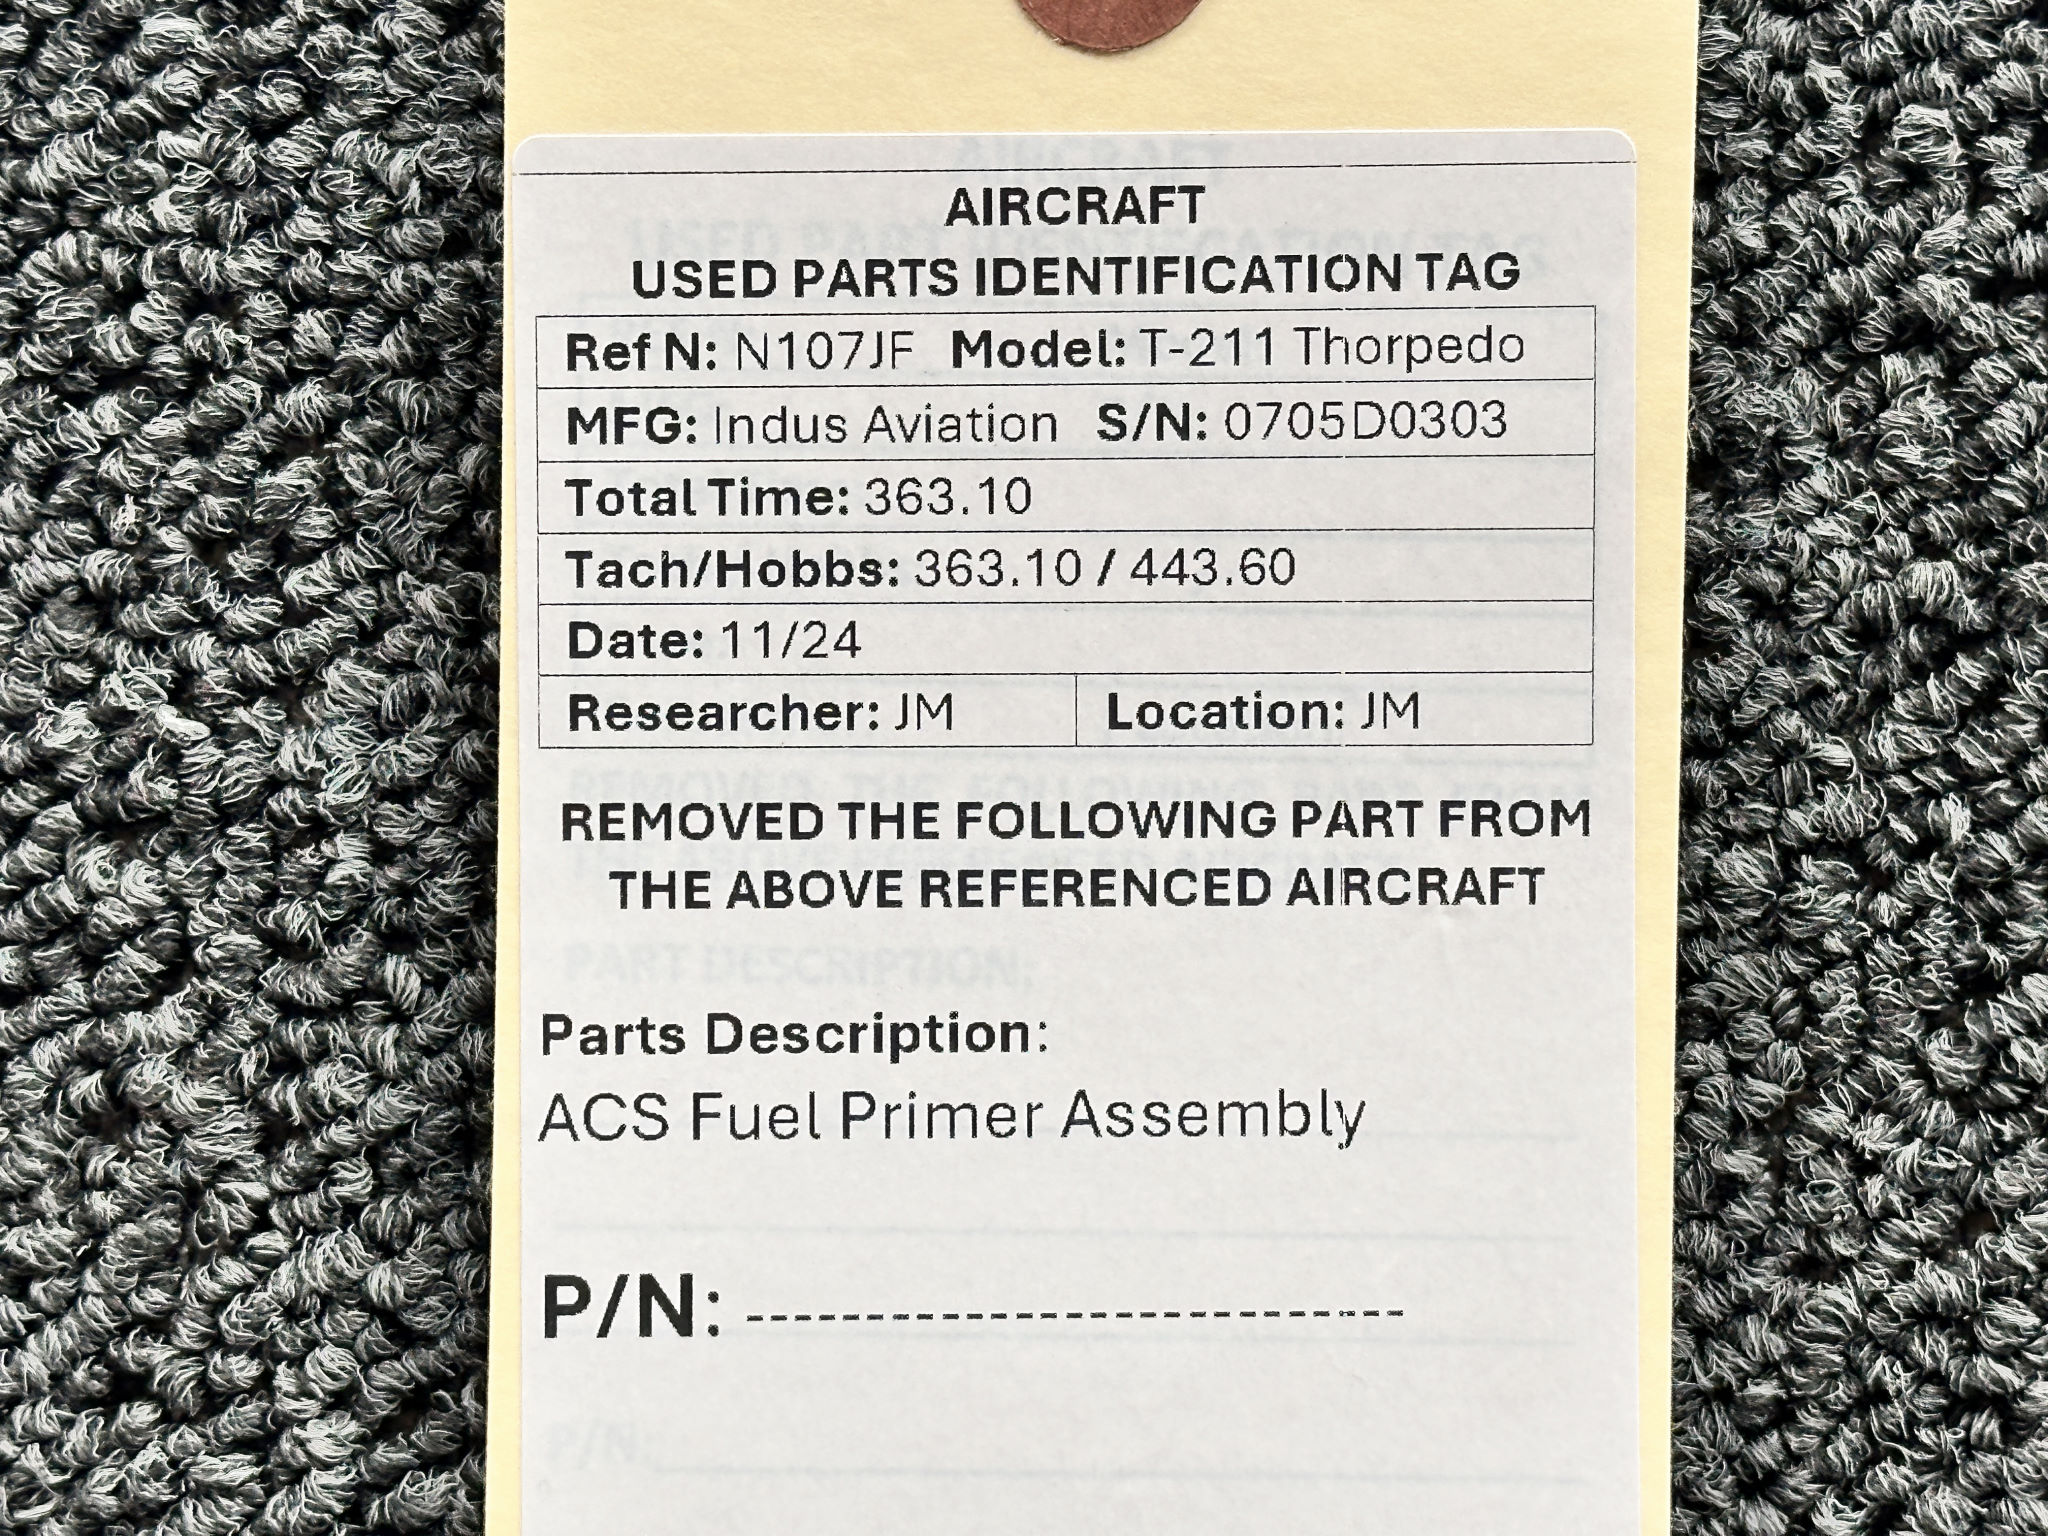 AIRCRAFT
USED PARTS IDENTIFICATION TAG
Ref N: N107JF Model: T-211 Thorpedo
MFG: Indus Aviation S/N: 0705D0303
Total Time: 363.10
Tach/Hobbs: 363.10 / 443.60
Date: 11/24
Researcher: JM Location: JM
REMOVED THE FOLLOWING PART FROM
THE ABOVE REFERENCED AIRCRAFT
PART DESCRIPTION:
Parts Description:
ACS Fuel Primer Assembly
P/N: ---------------------------
P/N: